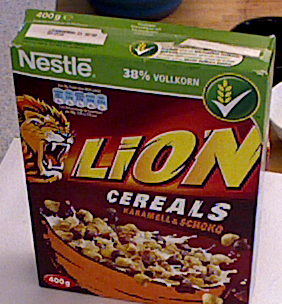 400g
Nestlé
38% VOLLKORN
LION
CEREALS
KARAMELL & SCHOKO
400g